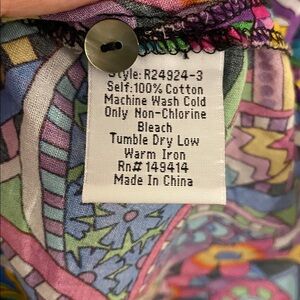 Style: R24924-3
Self:100% Cotton
Machine Wash Cold
Only Non-Chlorine
Bleach
Tumble Dry Low
Warm Iron
Rn# 149414
Made In China